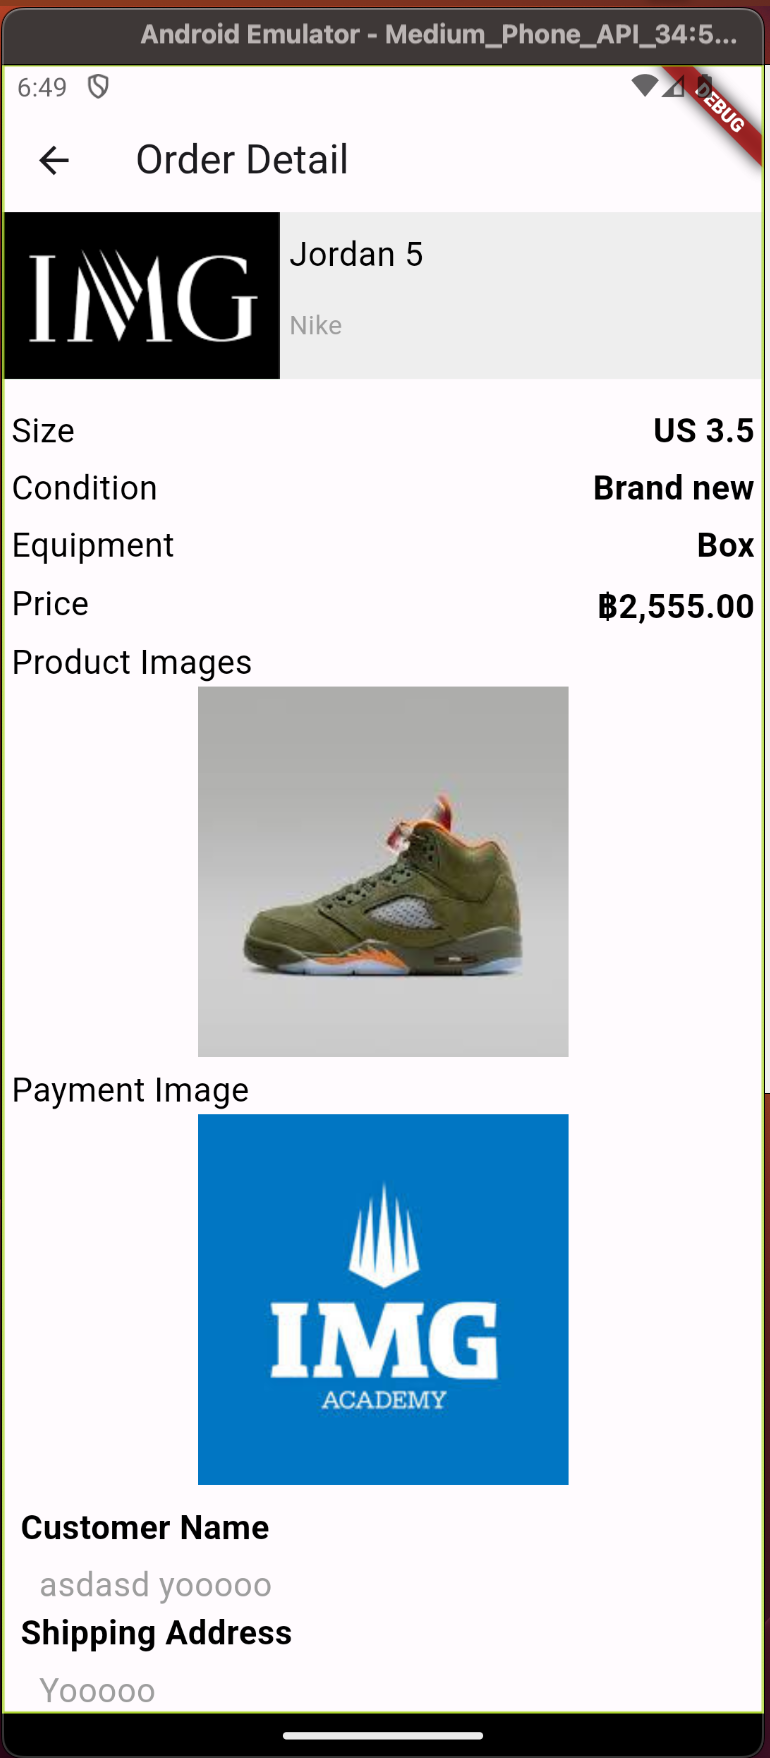 Android Emulator - Medium_Phone_API_34:5...
6:49
DEBUG
Order Detail
IMG
Jordan 5
Nike
Size US 3.5
Condition Brand new
Equipment Box
Price ฿2,555.00
Product Images
Payment Image
IMG
ACADEMY
Customer Name
asdasd yooooo
Shipping Address
Yooooo